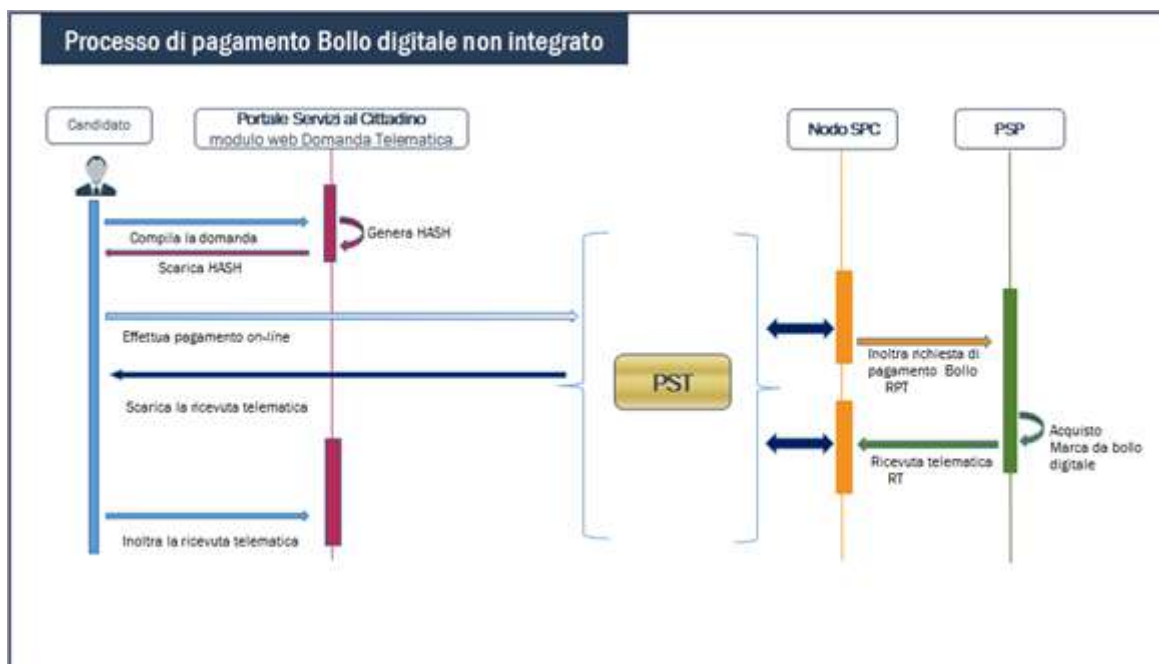 Processo di pagamento Bollo digitale non integrato
Candidato
Portale Servizi al Cittadino
modulo web Domanda Telematica
Nodo SPC
PSP
Compila la domanda
Genera HASH
Scarica HASH
Effettua pagamento on-line
Inoltra richiesta di
pagamento Bollo
RPT
PST
Scarica la ricevuta telematica
Acquisto
Marca da bollo
digitale
Ricevuta telematica
RT
Inoltra la ricevuta telematica